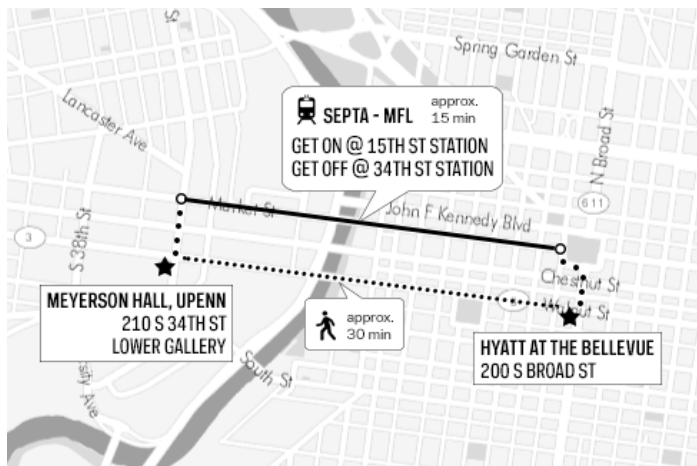 Spring Garden St
Lancaster Ave
N Broad St
SEPTA - MFL
approx.
15 min
GET ON @ 15TH ST STATION
GET OFF @ 34TH ST STATION
611
Market St
John F Kennedy Blvd
3
S 38th St
Chestnut St
Walnut St
MEYERSON HALL, UPENN
210 S 34TH ST
LOWER GALLERY
approx.
30 min
HYATT AT THE BELLEVUE
200 S BROAD ST
South St
Ave